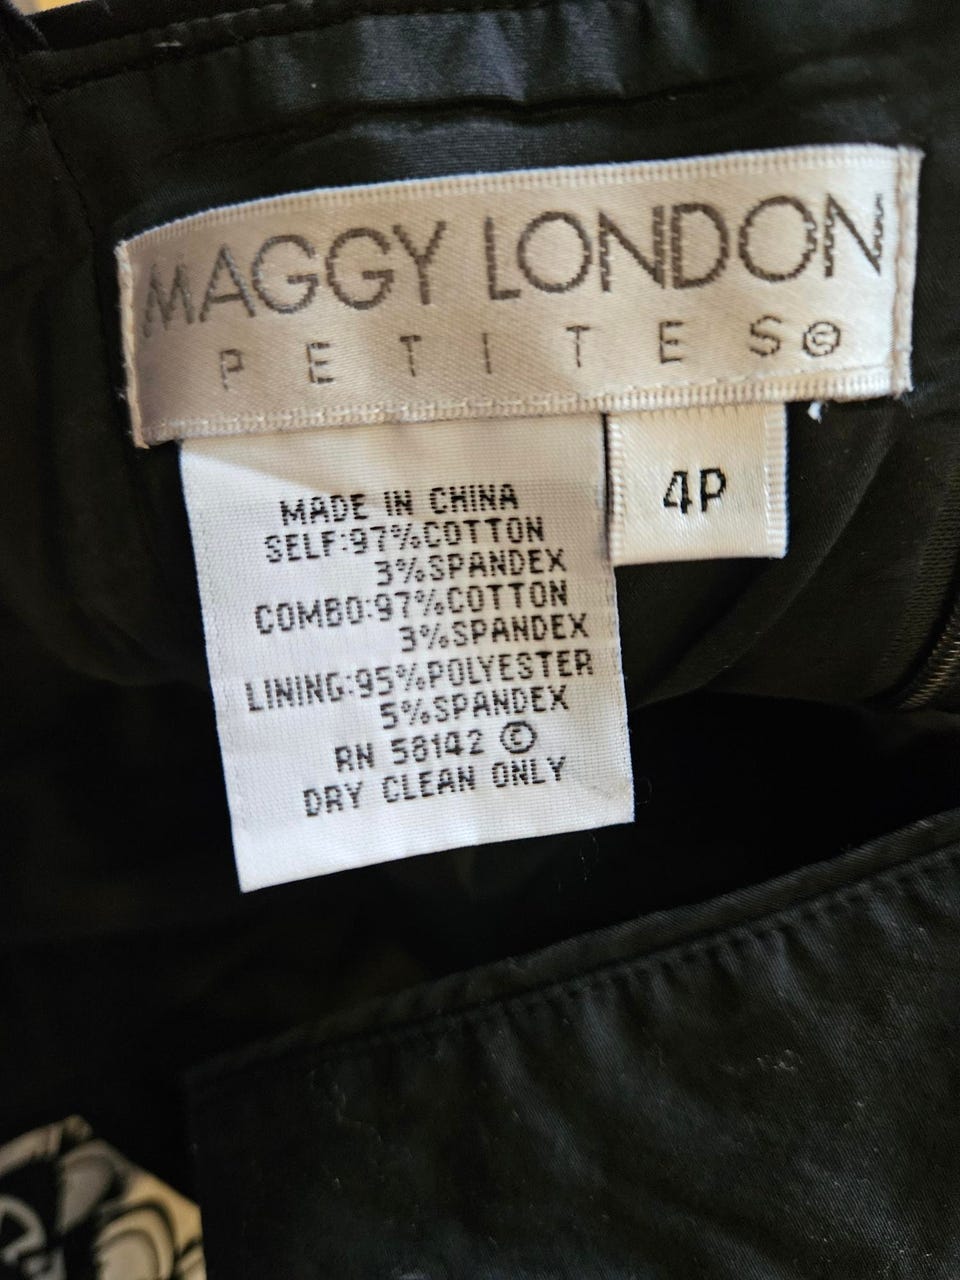 MAGGY LONDON
PETITES©
4P
MADE IN CHINA
SELF:97%COTTON
3%SPANDEX
COMBO:97%COTTON
3%SPANDEX
LINING:95%POLYESTER
5%SPANDEX
RN 58142 ©
DRY CLEAN ONLY